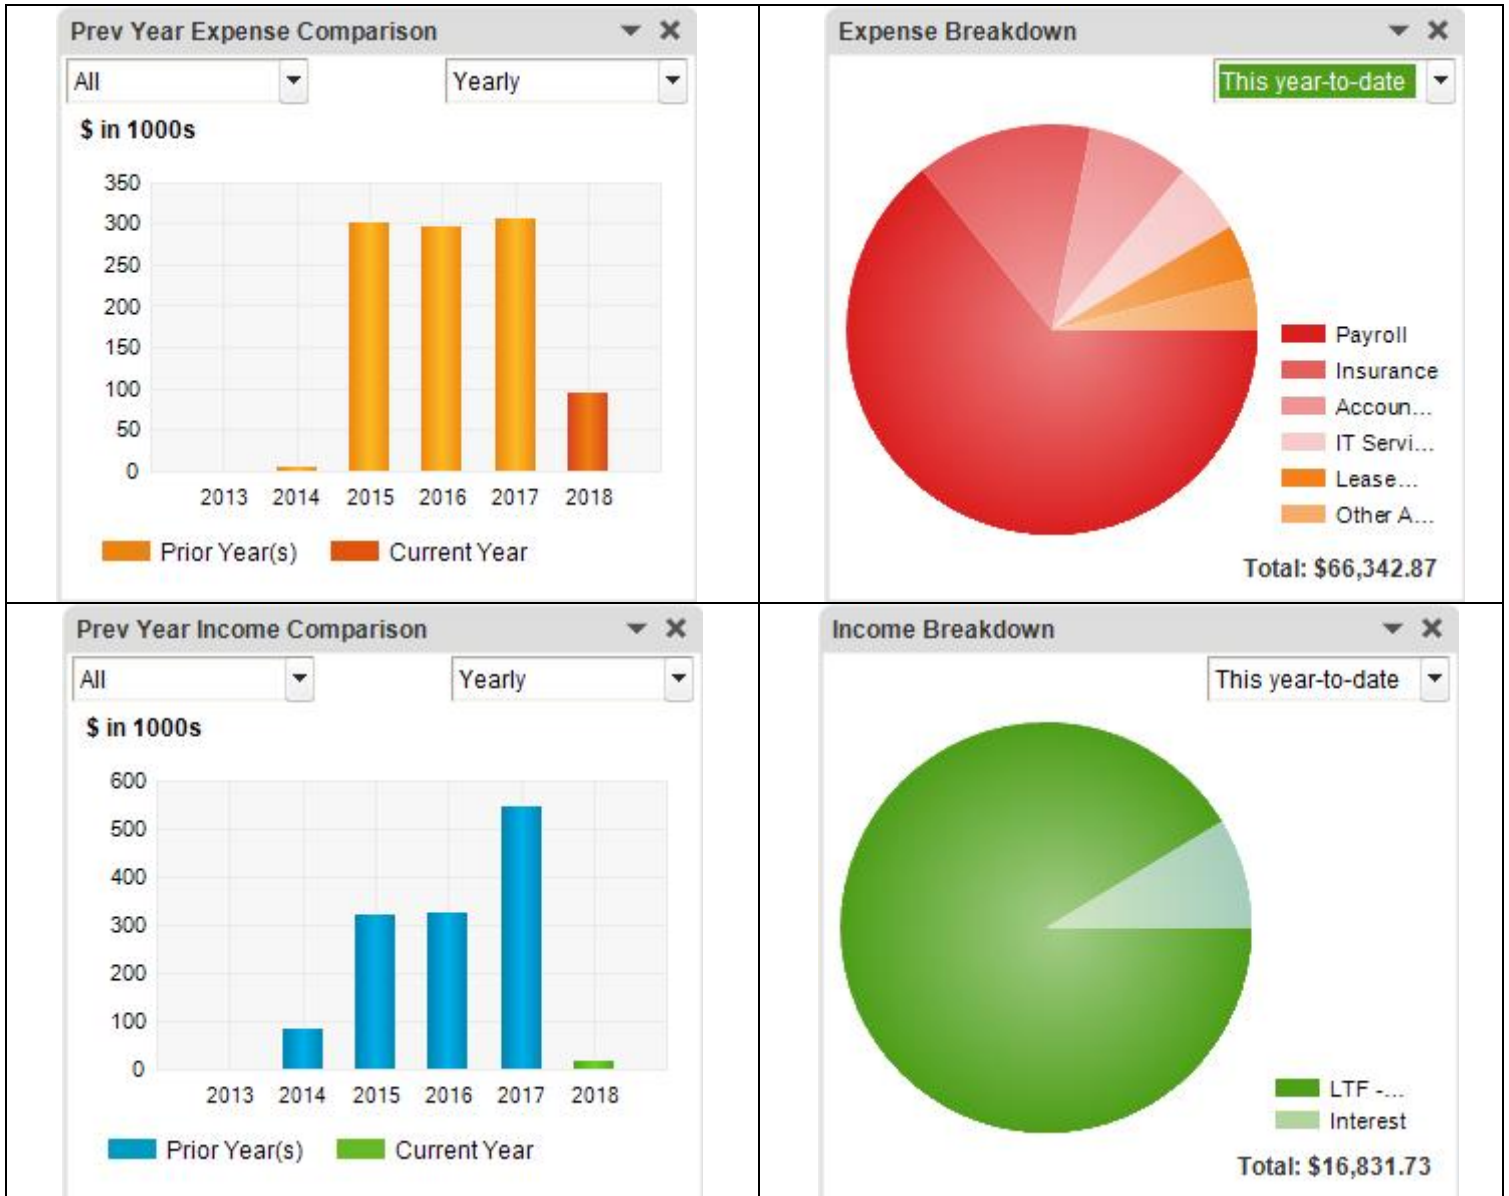 Prev Year Expense Comparison
All
Yearly
$ in 1000s
350
300
250
200
150
100
50
0
2013 2014 2015 2016 2017 2018
Prior Year(s) Current Year
Expense Breakdown
This year-to-date
Payroll
Insurance
Accoun...
IT Servi...
Lease...
Other A...
Total: $66,342.87
Prev Year Income Comparison
All
Yearly
$ in 1000s
600
500
400
300
200
100
0
2013 2014 2015 2016 2017 2018
Prior Year(s) Current Year
Income Breakdown
This year-to-date
LTF -...
Interest
Total: $16,831.73